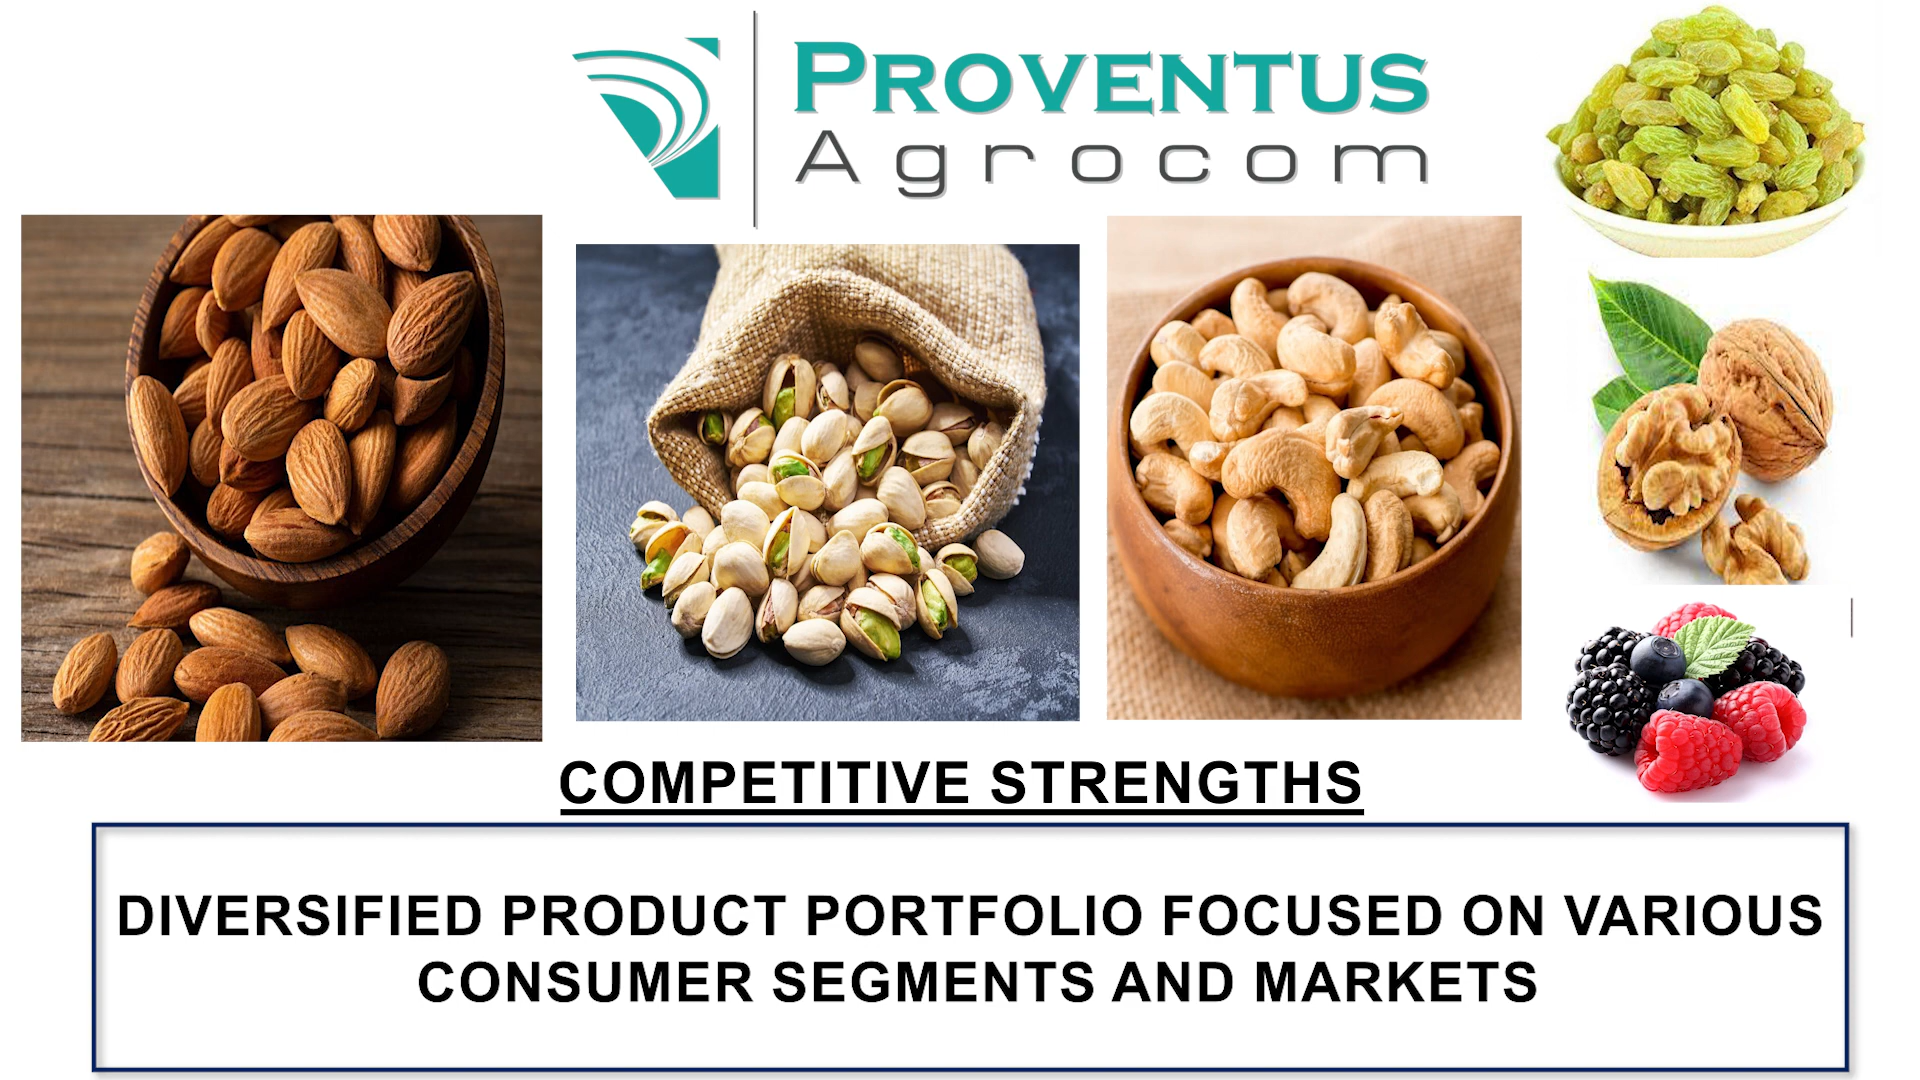 PROVENTUS
Agrocom
COMPETITIVE STRENGTHS
DIVERSIFIED PRODUCT PORTFOLIO FOCUSED ON VARIOUS
CONSUMER SEGMENTS AND MARKETS